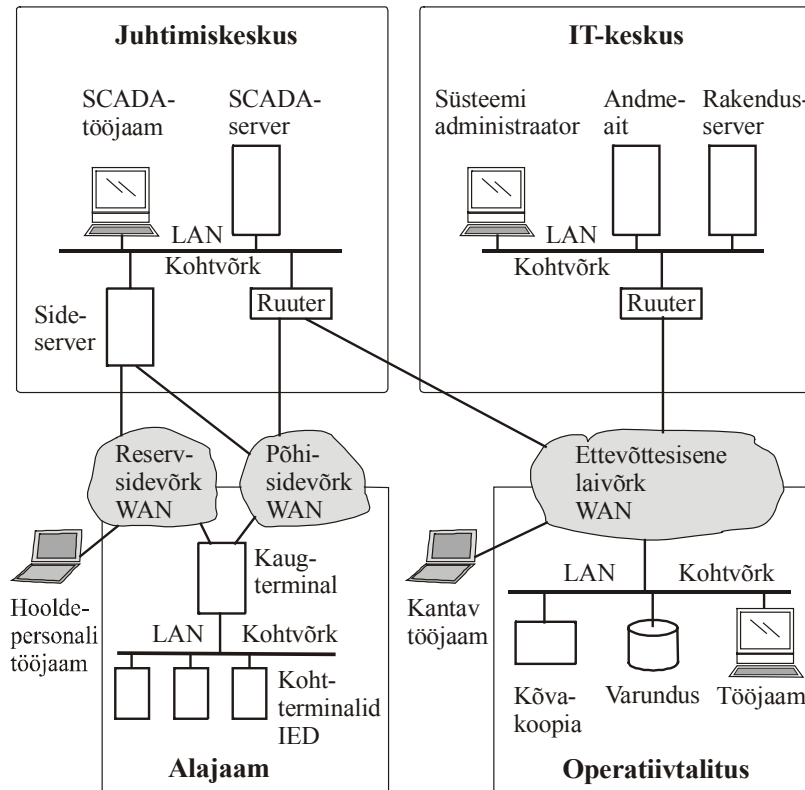 Juhtimiskeskus
SCADA-
tööjaam
SCADA-
server
LAN
Kohtvõrk
Side-
server
Ruuter
IT-keskus
Süsteemi
administraator
Andme-
ait
Rakendus-
server
LAN
Kohtvõrk
Ruuter
Reserv-
sidevõrk
WAN
Põhi-
sidevõrk
WAN
Ettevõttesisene
laivõrk
WAN
Hoolde-
personali
tööjaam
Kaug-
terminal
LAN
Kohtvõrk
Koht-
terminalid
IED
Alajaam
Kantav
tööjaam
LAN
Kohtvõrk
Kõva-
koopia
Varundus
Tööjaam
Operatiivtalitus